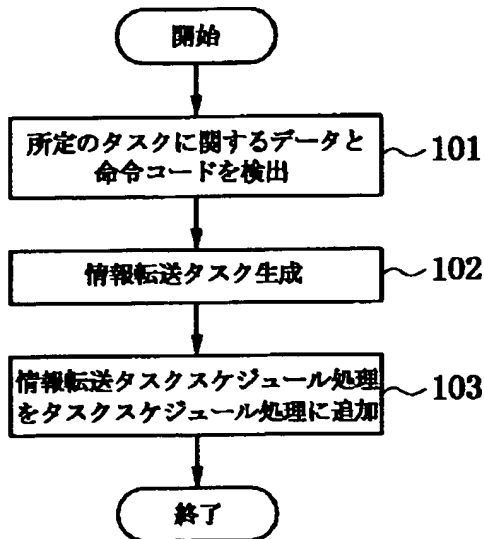 開始
所定のタスクに関するデータと
命令コードを検出
101
情報転送タスク生成
102
情報転送タスクスケジュール処理
をタスクスケジュール処理に追加
103
終了